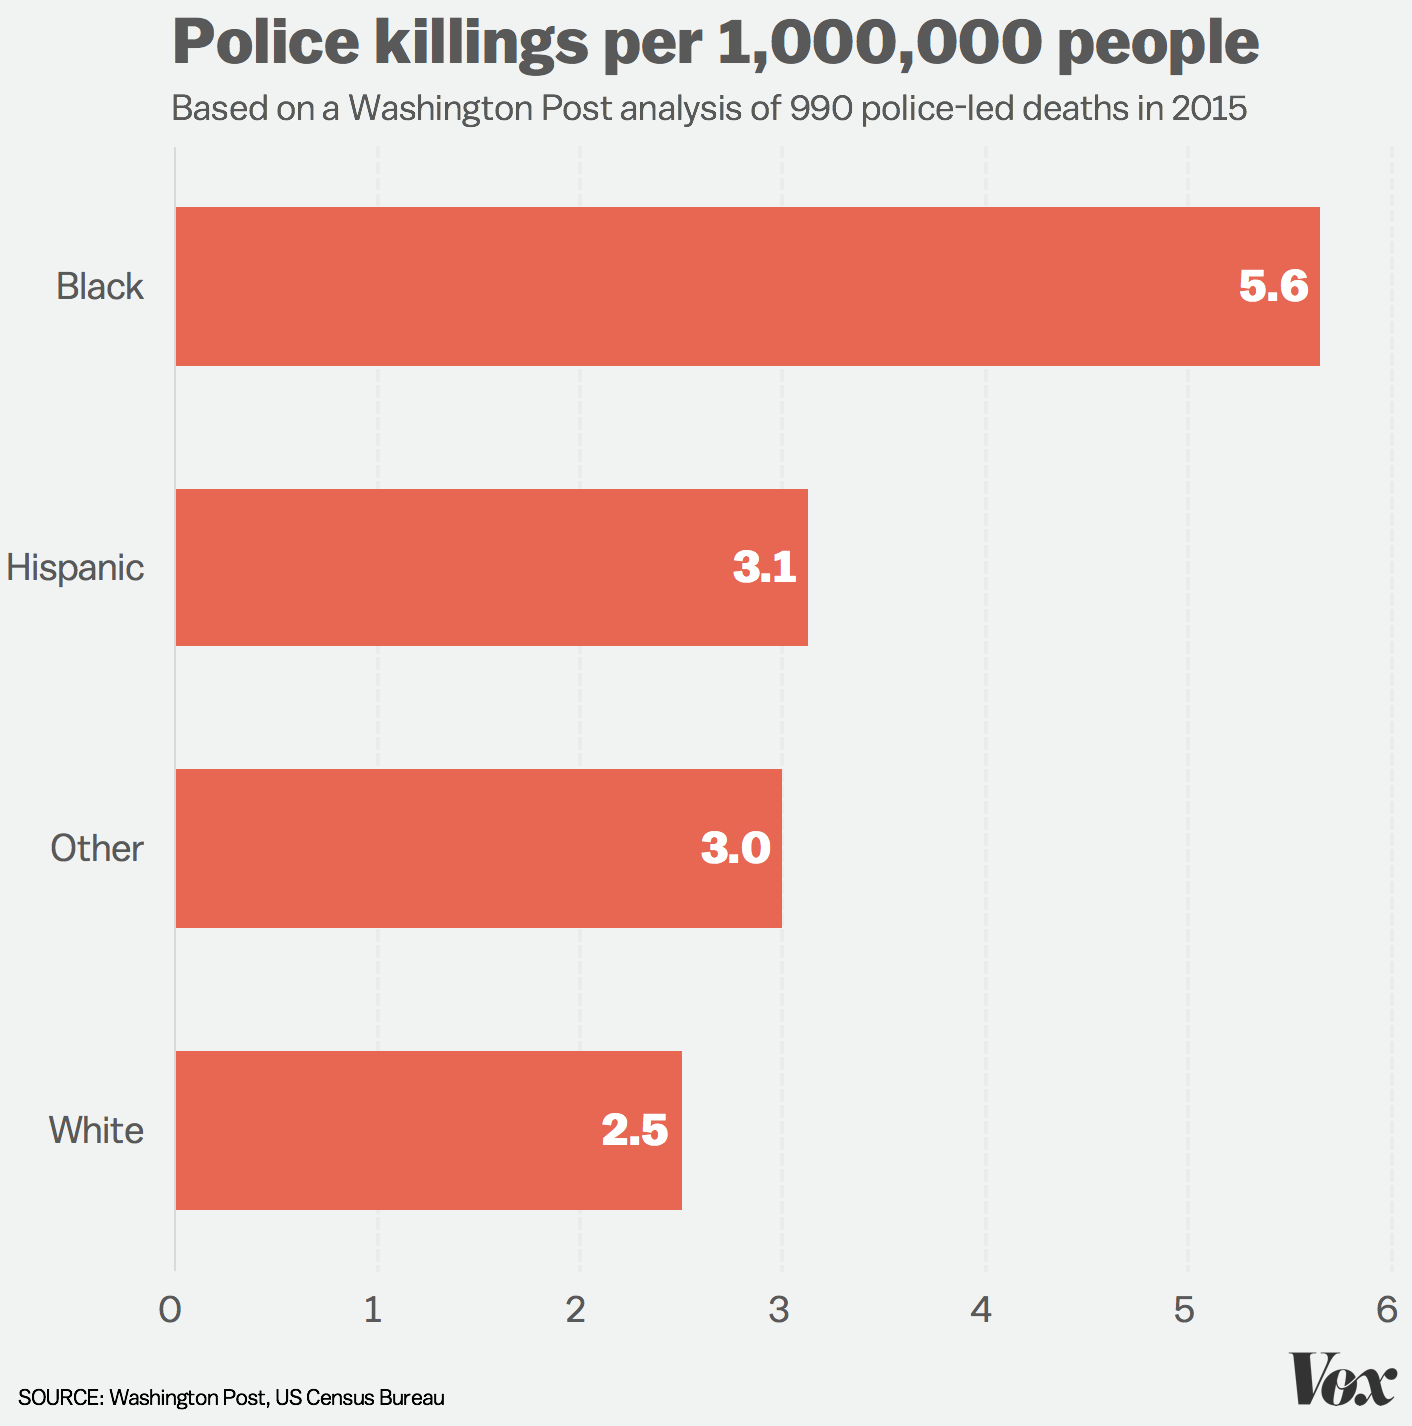 Police killings per 1,000,000 people
Based on a Washington Post analysis of 990 police-led deaths in 2015
Black
5.6
Hispanic
3.1
Other
3.0
White
2.5
0 1 2 3 4 5 6
SOURCE: Washington Post, US Census Bureau
Vox